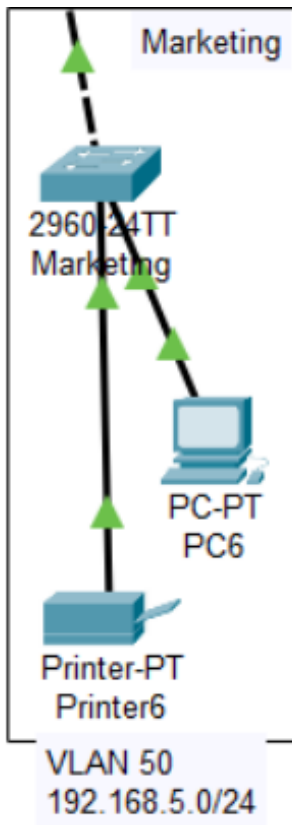 Marketing
2960-24TT
Marketing
PC-PT
PC6
Printer-PT
Printer6
VLAN 50
192.168.5.0/24